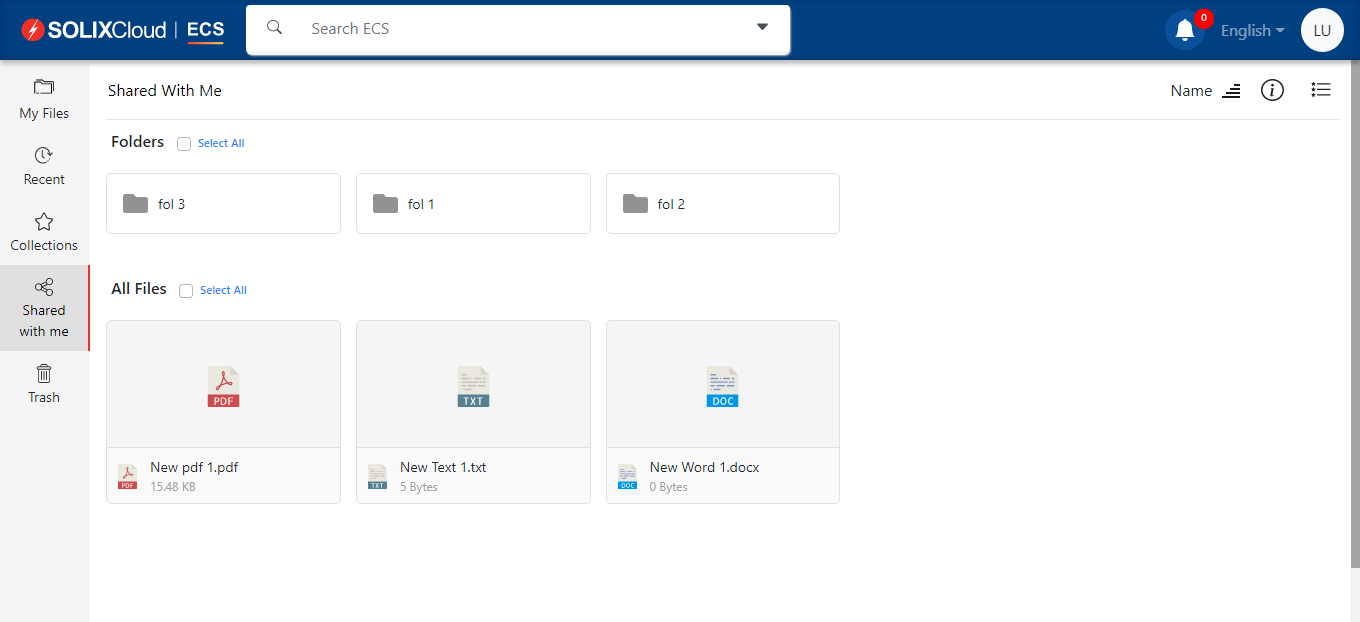 SOLIXCloud | ECS
Search ECS
0
English
LU
My Files
Recent
Collections
Shared
with me
Trash
Shared With Me
Name
Folders
Select All
fol 3
fol 1
fol 2
All Files
Select All
PDF
TXT
DOC
PDF
New pdf 1.pdf
15.48 KB
TXT
New Text 1.txt
5 Bytes
DOC
New Word 1.docx
0 Bytes